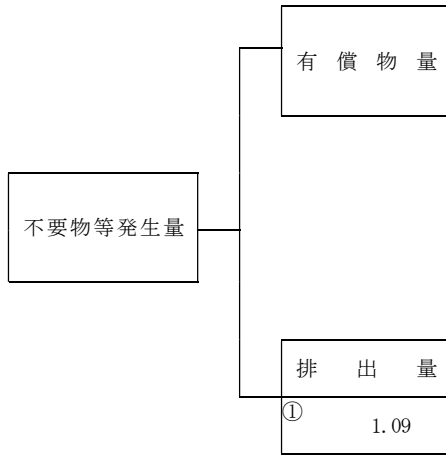 有償物量
不要物等発生量
排出量
①
1.09